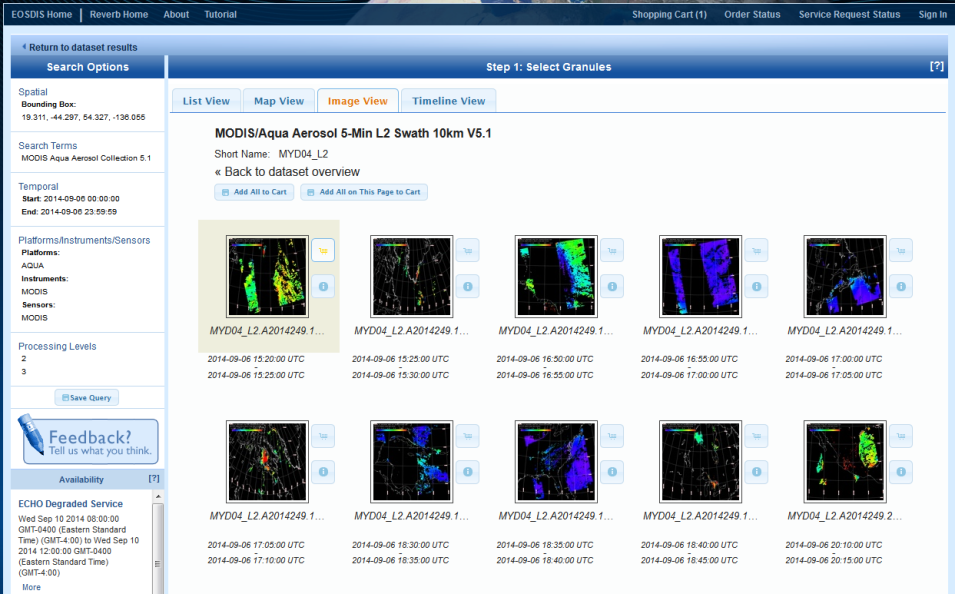 EOSDIS Home | Reverb Home About Tutorial Shopping Cart (1) Order Status Service Request Status Sign In
Return to dataset results
Search Options
Step 1: Select Granules [?]
Spatial
Bounding Box:
19.311, -44.297, 54.327, -136.055
Search Terms
MODIS Aqua Aerosol Collection 5.1
Temporal
Start: 2014-09-06 00:00:00
End: 2014-09-06 23:59:59
Platforms/Instruments/Sensors
Platforms:
AQUA
Instruments:
MODIS
Sensors:
MODIS
Processing Levels
2
3
Save Query
Feedback?
Tell us what you think.
Availability [?]
ECHO Degraded Service
Wed Sep 10 2014 08:00:00
GMT-0400 (Eastern Standard
Time) (GMT-4:00) to Wed Sep 10
2014 12:00:00 GMT-0400
(Eastern Standard Time)
(GMT-4:00)
More
List View Map View Image View Timeline View
MODIS/Aqua Aerosol 5-Min L2 Swath 10km V5.1
Short Name: MYD04_L2
« Back to dataset overview
Add All to Cart Add All on This Page to Cart
MYD04_L2.A2014249.1... MYD04_L2.A2014249.1... MYD04_L2.A2014249.1... MYD04_L2.A2014249.1... MYD04_L2.A2014249.1...
2014-09-06 15:20:00 UTC 2014-09-06 15:25:00 UTC 2014-09-06 16:50:00 UTC 2014-09-06 16:55:00 UTC 2014-09-06 17:00:00 UTC
- - - - -
2014-09-06 15:25:00 UTC 2014-09-06 15:30:00 UTC 2014-09-06 16:55:00 UTC 2014-09-06 17:00:00 UTC 2014-09-06 17:05:00 UTC
MYD04_L2.A2014249.1... MYD04_L2.A2014249.1... MYD04_L2.A2014249.1... MYD04_L2.A2014249.1... MYD04_L2.A2014249.2...
2014-09-06 17:05:00 UTC 2014-09-06 18:30:00 UTC 2014-09-06 18:35:00 UTC 2014-09-06 18:40:00 UTC 2014-09-06 20:10:00 UTC
- - - - -
2014-09-06 17:10:00 UTC 2014-09-06 18:35:00 UTC 2014-09-06 18:40:00 UTC 2014-09-06 18:45:00 UTC 2014-09-06 20:15:00 UTC